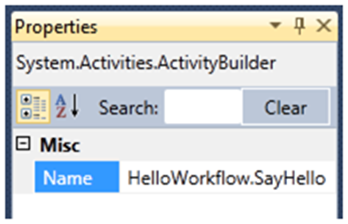 Properties
System.Activities.ActivityBuilder
Search: Clear
Misc
Name HelloWorkflow.SayHello